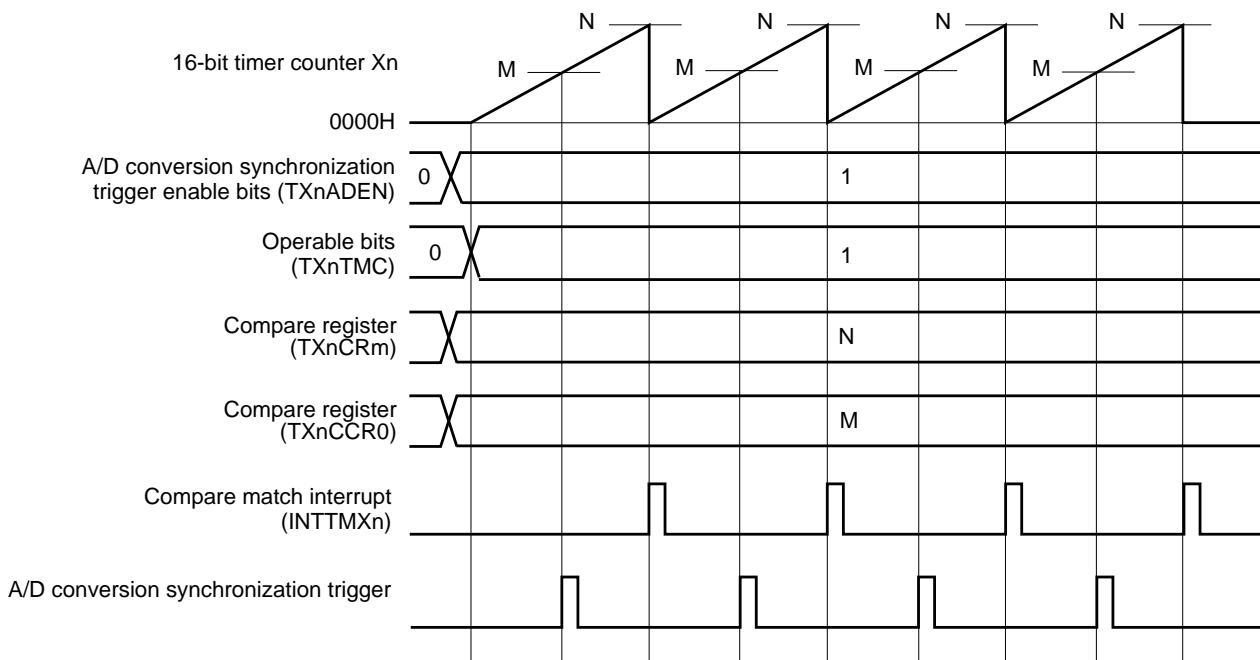 N N N N
16-bit timer counter Xn
M M M M
0000H
A/D conversion synchronization
trigger enable bits (TXnADEN)
0 1
Operable bits
(TXnTMC)
0 1
Compare register
(TXnCRm)
N
Compare register
(TXnCCR0)
M
Compare match interrupt
(INTTMXn)
A/D conversion synchronization trigger